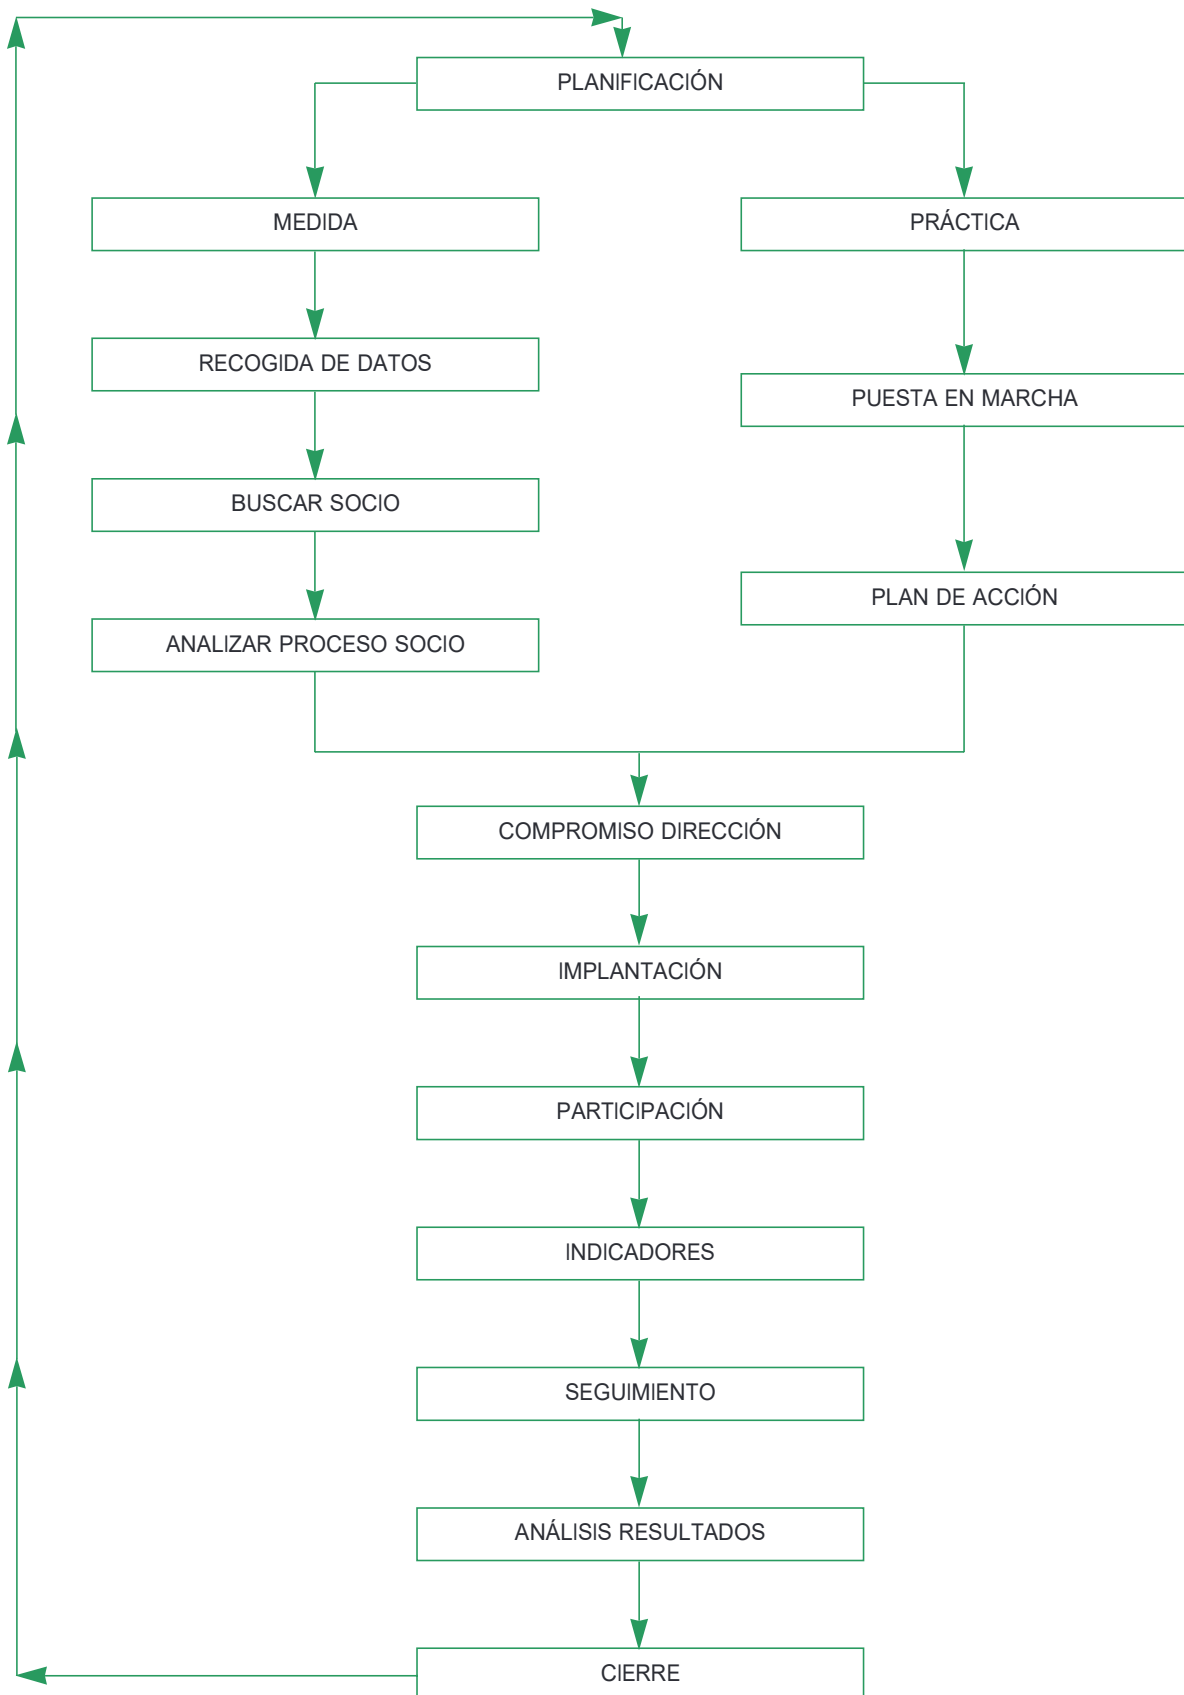 PLANIFICACIÓN
MEDIDA
PRÁCTICA
RECOGIDA DE DATOS
PUESTA EN MARCHA
BUSCAR SOCIO
PLAN DE ACCIÓN
ANALIZAR PROCESO SOCIO
COMPROMISO DIRECCIÓN
IMPLANTACIÓN
PARTICIPACIÓN
INDICADORES
SEGUIMIENTO
ANÁLISIS RESULTADOS
CIERRE